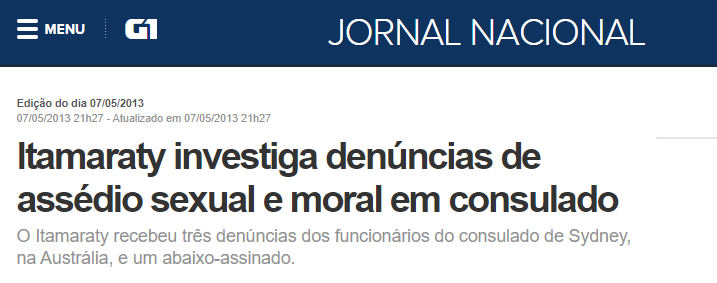 MENU G1 JORNAL NACIONAL
Edição do dia 07/05/2013
07/05/2013 21h27 - Atualizado em 07/05/2013 21h27
Itamaraty investiga denúncias de
assédio sexual e moral em consulado
O Itamaraty recebeu três denúncias dos funcionários do consulado de Sydney,
na Austrália, e um abaixo-assinado.